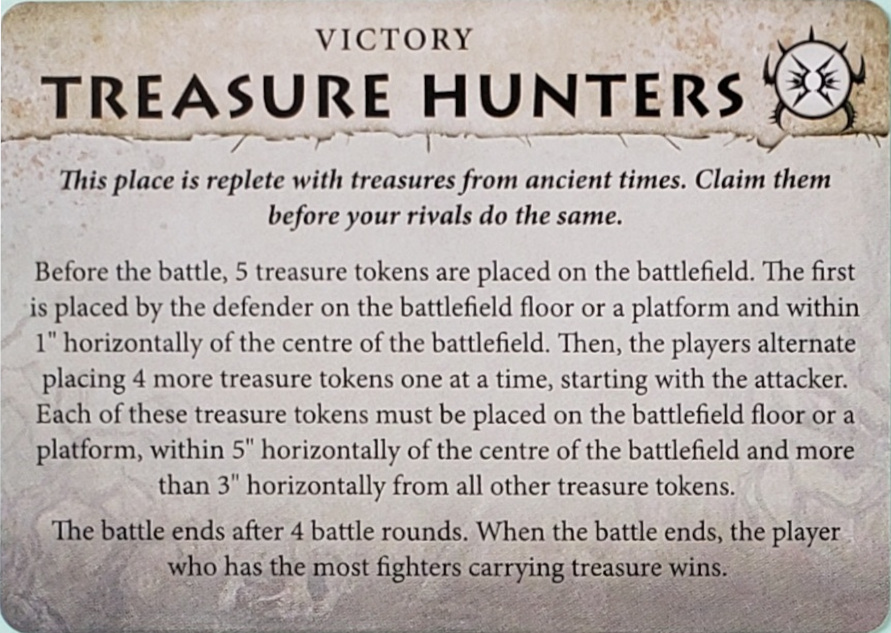 VICTORY
TREASURE HUNTERS
This place is replete with treasures from ancient times. Claim them
before your rivals do the same.
Before the battle, 5 treasure tokens are placed on the battlefield. The first
is placed by the defender on the battlefield floor or a platform and within
1" horizontally of the centre of the battlefield. Then, the players alternate
placing 4 more treasure tokens one at a time, starting with the attacker.
Each of these treasure tokens must be placed on the battlefield floor or a
platform, within 5" horizontally of the centre of the battlefield and more
than 3" horizontally from all other treasure tokens.
The battle ends after 4 battle rounds. When the battle ends, the player
who has the most fighters carrying treasure wins.